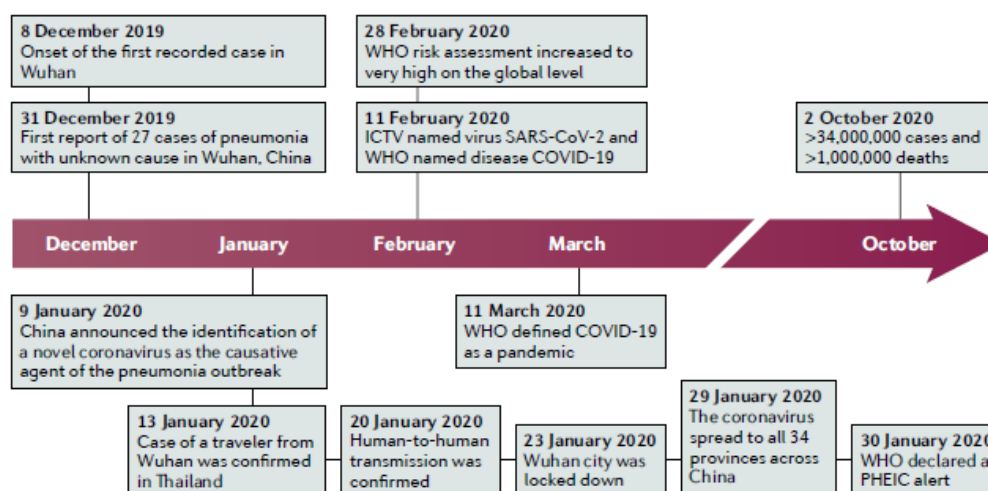 8 December 2019
Onset of the first recorded case in
Wuhan
28 February 2020
WHO risk assessment increased to
very high on the global level
31 December 2019
First report of 27 cases of pneumonia
with unknown cause in Wuhan, China
11 February 2020
ICTV named virus SARS-CoV-2 and
WHO named disease COVID-19
2 October 2020
>34,000,000 cases and
>1,000,000 deaths
December January February March October
9 January 2020
China announced the identification of
a novel coronavirus as the causative
agent of the pneumonia outbreak
11 March 2020
WHO defined COVID-19
as a pandemic
13 January 2020
Case of a traveler from
Wuhan was confirmed
in Thailand
20 January 2020
Human-to-human
transmission was
confirmed
23 January 2020
Wuhan city was
locked down
29 January 2020
The coronavirus
spread to all 34
provinces across
China
30 January 2020
WHO declared a
PHEIC alert